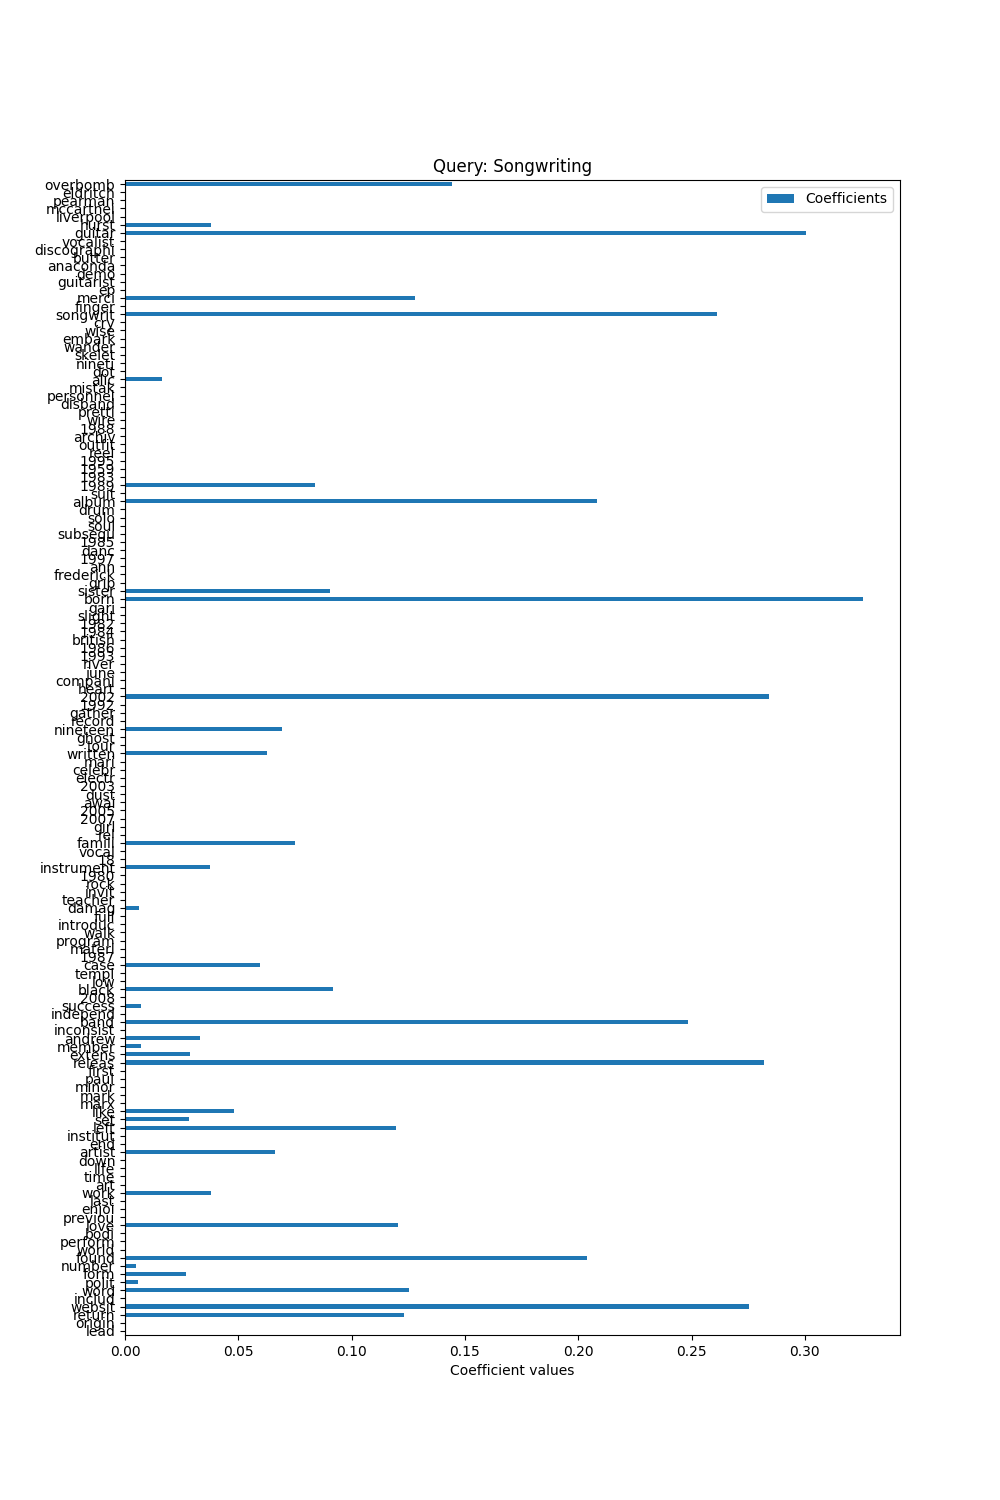 Query: Songwriting
Coefficients
overbomb
eldritch
pearman
mccartnei
liverpool
hurst
guitar
vocalist
discographi
butter
anaconda
demo
guitarist
ep
merci
finger
songwrit
cry
wise
embark
wander
skelet
nineti
dot
alic
mistak
personnel
disband
pretti
wire
1988
archiv
outfit
reel
1995
1959
1983
1989
suit
album
drum
solo
soul
subsequ
1985
danc
1997
ann
frederick
grip
sister
born
gari
slight
1982
1984
british
1986
1993
river
june
compani
heart
2002
1992
gather
record
nineteen
ghost
tour
written
mari
celebr
electr
2003
dust
awai
2005
2007
girl
rel
famili
vocal
18
instrument
1980
rock
invit
teacher
damag
full
introduc
walk
program
materi
1987
case
templ
low
black
2008
success
independ
band
inconsist
andrew
member
extens
releas
first
paul
minor
mark
marx
like
set
left
institut
end
artist
down
life
time
art
work
last
enjoi
previou
love
bodi
perform
world
found
number
form
polit
word
includ
websit
return
origin
lead
0.00 0.05 0.10 0.15 0.20 0.25 0.30
Coefficient values